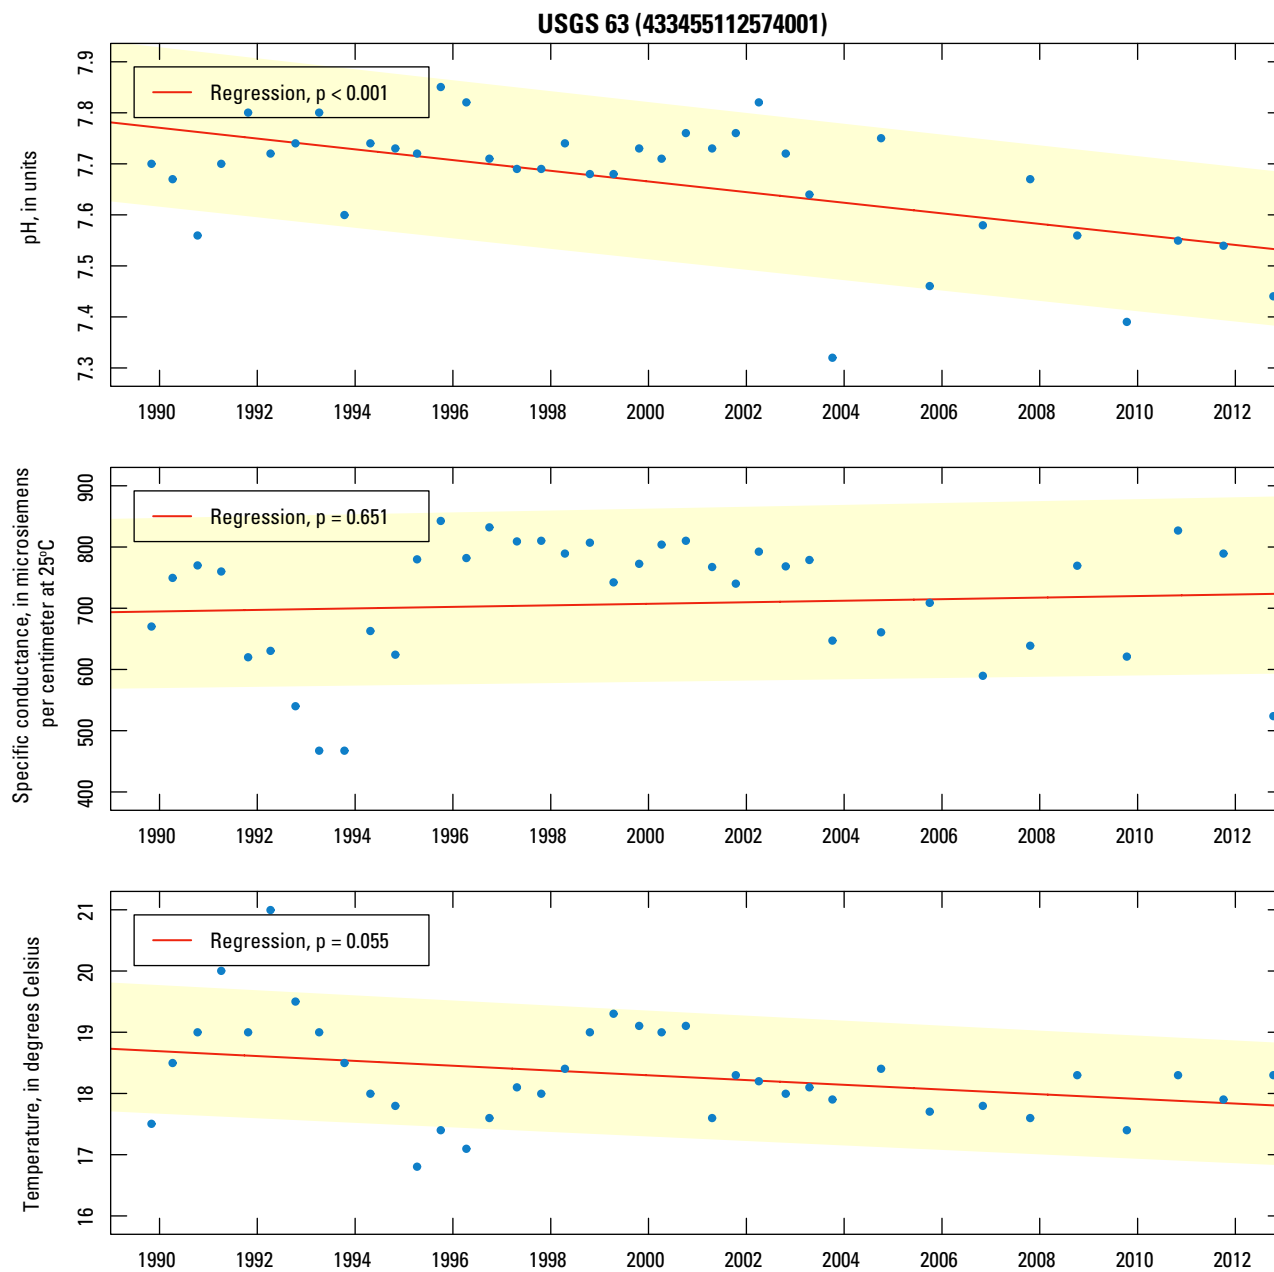 USGS 63 (433455112574001)
pH, in units
7.9
7.8
7.7
7.6
7.5
7.4
7.3
Regression, p < 0.001
1990 1992 1994 1996 1998 2000 2002 2004 2006 2008 2010 2012
Specific conductance, in microsiemens
per centimeter at 25°C
900
800
700
600
500
400
Regression, p = 0.651
1990 1992 1994 1996 1998 2000 2002 2004 2006 2008 2010 2012
Temperature, in degrees Celsius
21
20
19
18
17
16
Regression, p = 0.055
1990 1992 1994 1996 1998 2000 2002 2004 2006 2008 2010 2012